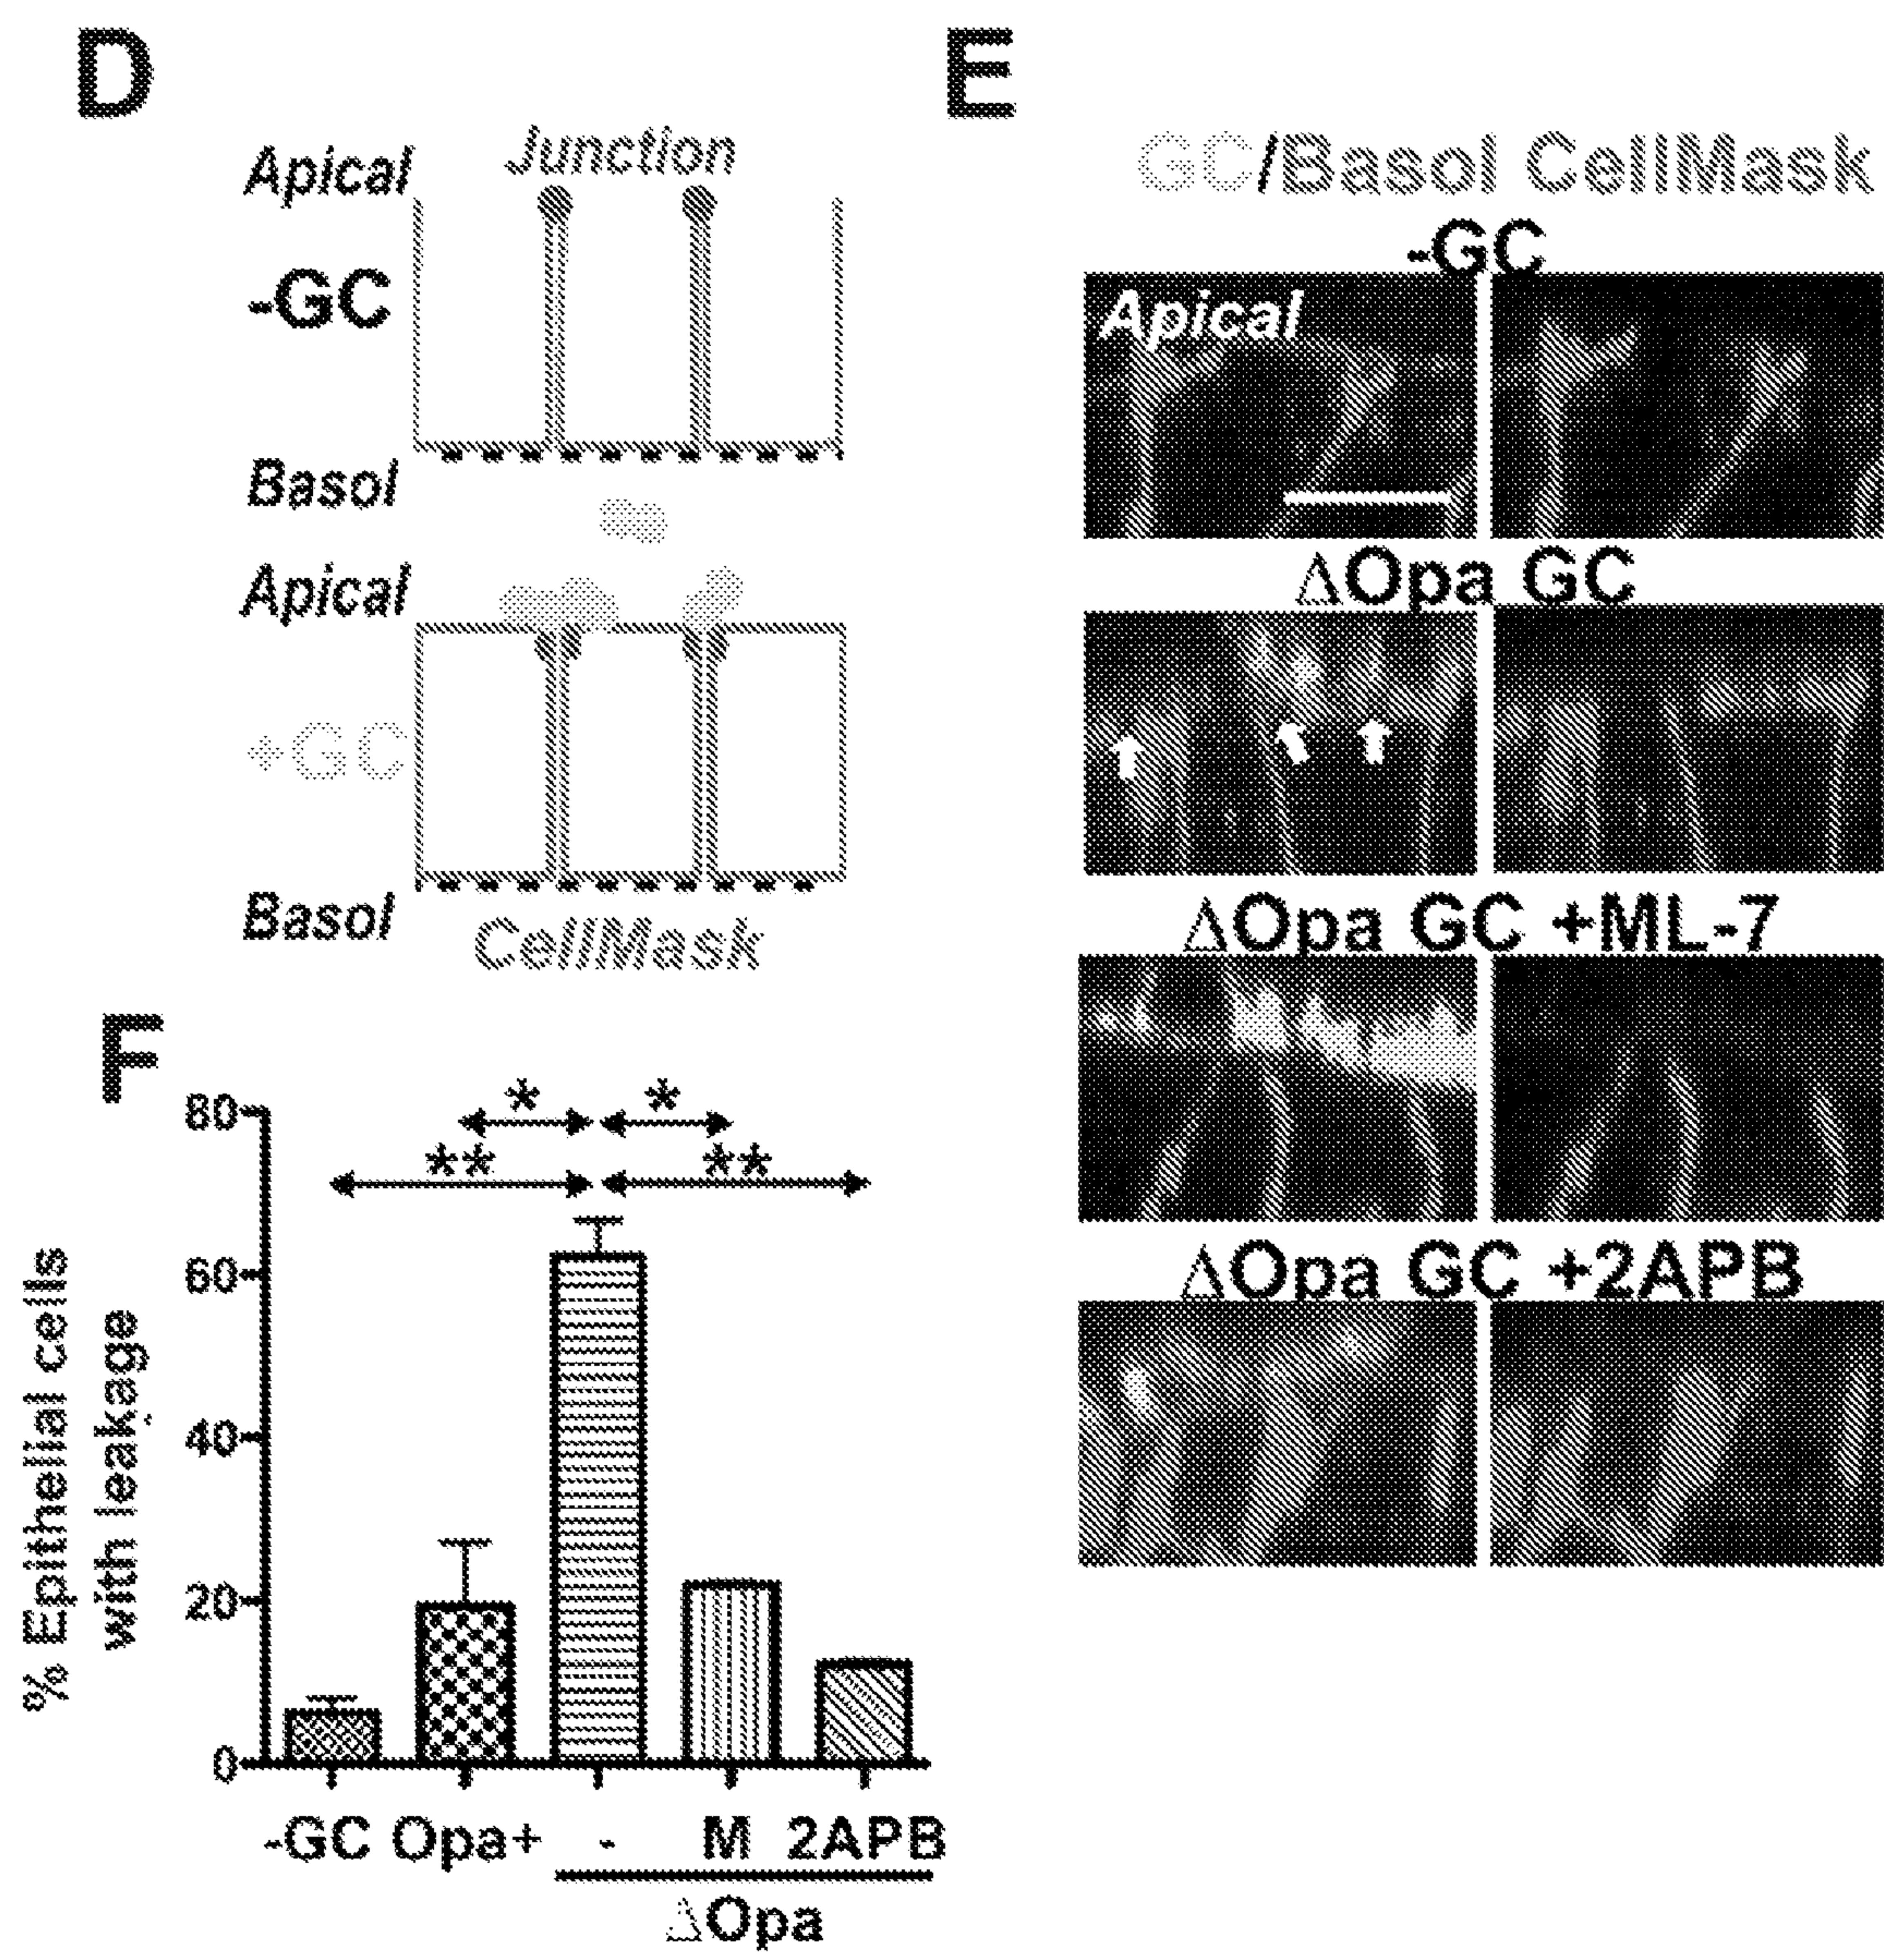 D
Apical
Junction
-GC
Basol
Apical
+GC
Basol
CellMask
E
GC/Basol CellMask
-GC
Apical
ΔOpa GC
ΔOpa GC +ML-7
ΔOpa GC +2APB
F
% Epithelial cells
with leakage
80
60
40
20
0
* *
** **
-GC Opa+ - M 2APB
ΔOpa